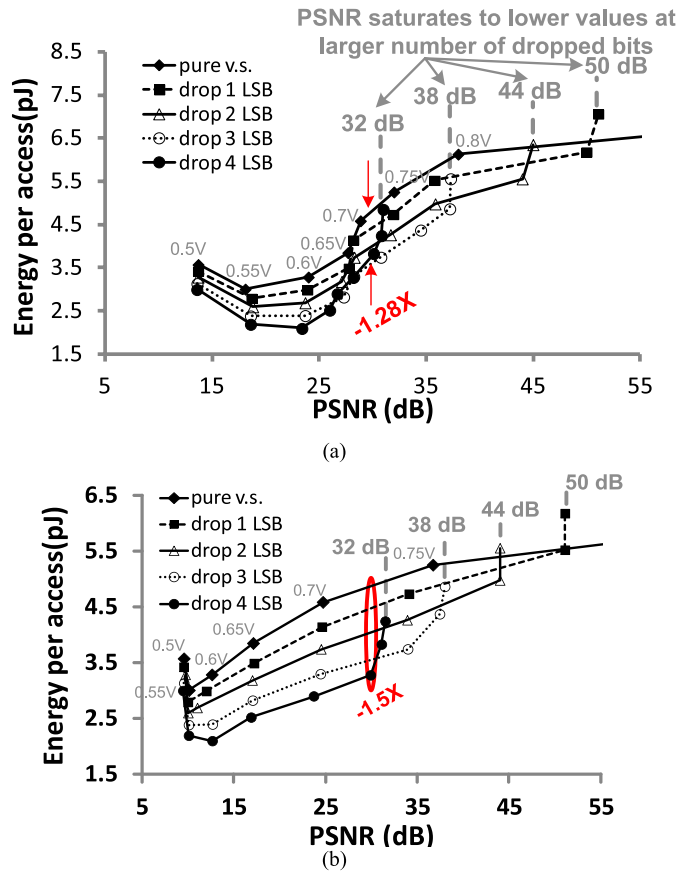 PSNR saturates to lower values at
larger number of dropped bits
8.5
7.5
6.5
5.5
4.5
3.5
2.5
1.5
Energy per access(pJ)
pure v.s.
drop 1 LSB
drop 2 LSB
drop 3 LSB
drop 4 LSB
32 dB
38 dB
44 dB
50 dB
0.5V
0.55V
0.6V
0.65V
0.7V
0.75V
0.8V
-1.28X
5 15 25 35 45 55
PSNR (dB)
(a)
6.5
5.5
4.5
3.5
2.5
1.5
Energy per access(pJ)
pure v.s.
drop 1 LSB
drop 2 LSB
drop 3 LSB
drop 4 LSB
32 dB
38 dB
44 dB
50 dB
0.5V
0.55V
0.6V
0.65V
0.7V
0.75V
-1.5X
5 15 25 35 45 55
PSNR (dB)
(b)